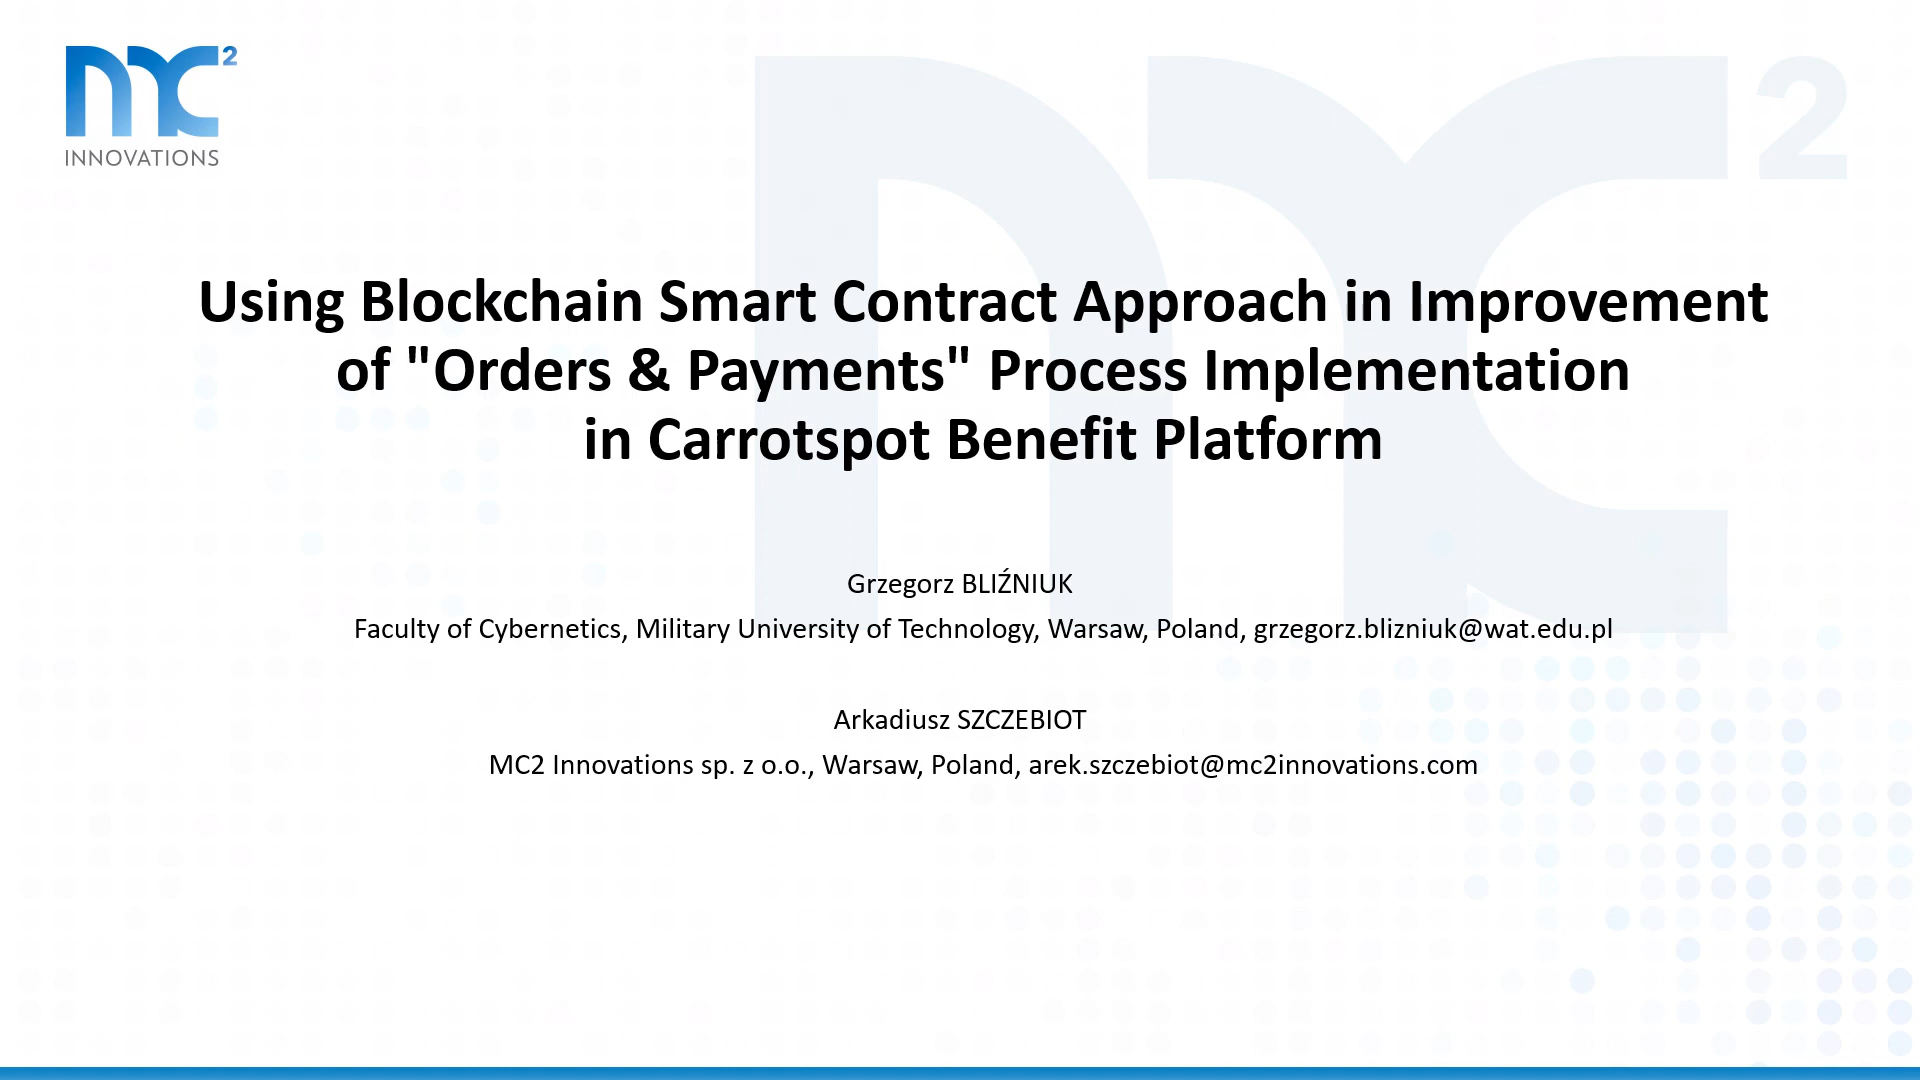 mc²
INNOVATIONS
Using Blockchain Smart Contract Approach in Improvement
of "Orders & Payments" Process Implementation
in Carrotspot Benefit Platform
Grzegorz BLIŹNIUK
Faculty of Cybernetics, Military University of Technology, Warsaw, Poland, grzegorz.blizniuk@wat.edu.pl
Arkadiusz SZCZEBIOT
MC2 Innovations sp. z o.o., Warsaw, Poland, arek.szczebiot@mc2innovations.com
mc²